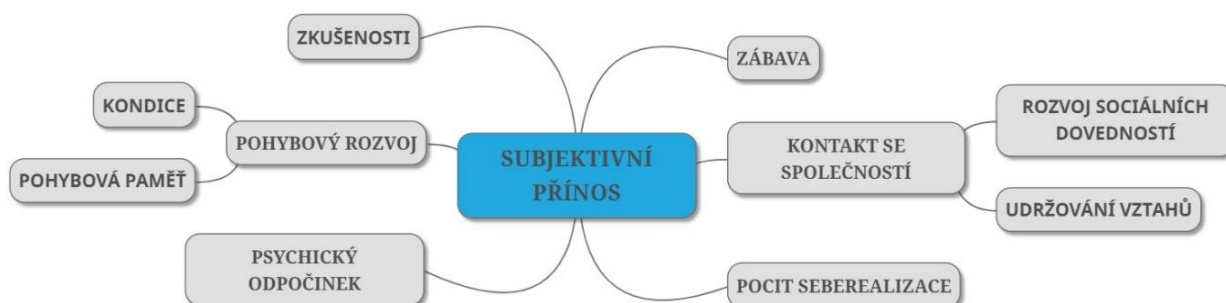 ZKUŠENOSTI
ZÁBAVA
KONDICE
POHYBOVÝ ROZVOJ
POHYBOVÁ PAMĚŤ
SUBJEKTIVNÍ
PŘÍNOS
KONTAKT SE
SPOLEČNOSTÍ
ROZVOJ SOCIÁLNÍCH
DOVEDNOSTÍ
UDRŽOVÁNÍ VZTAHŮ
PSYCHICKÝ
ODPOČINEK
POCIT SEBEREALIZACE